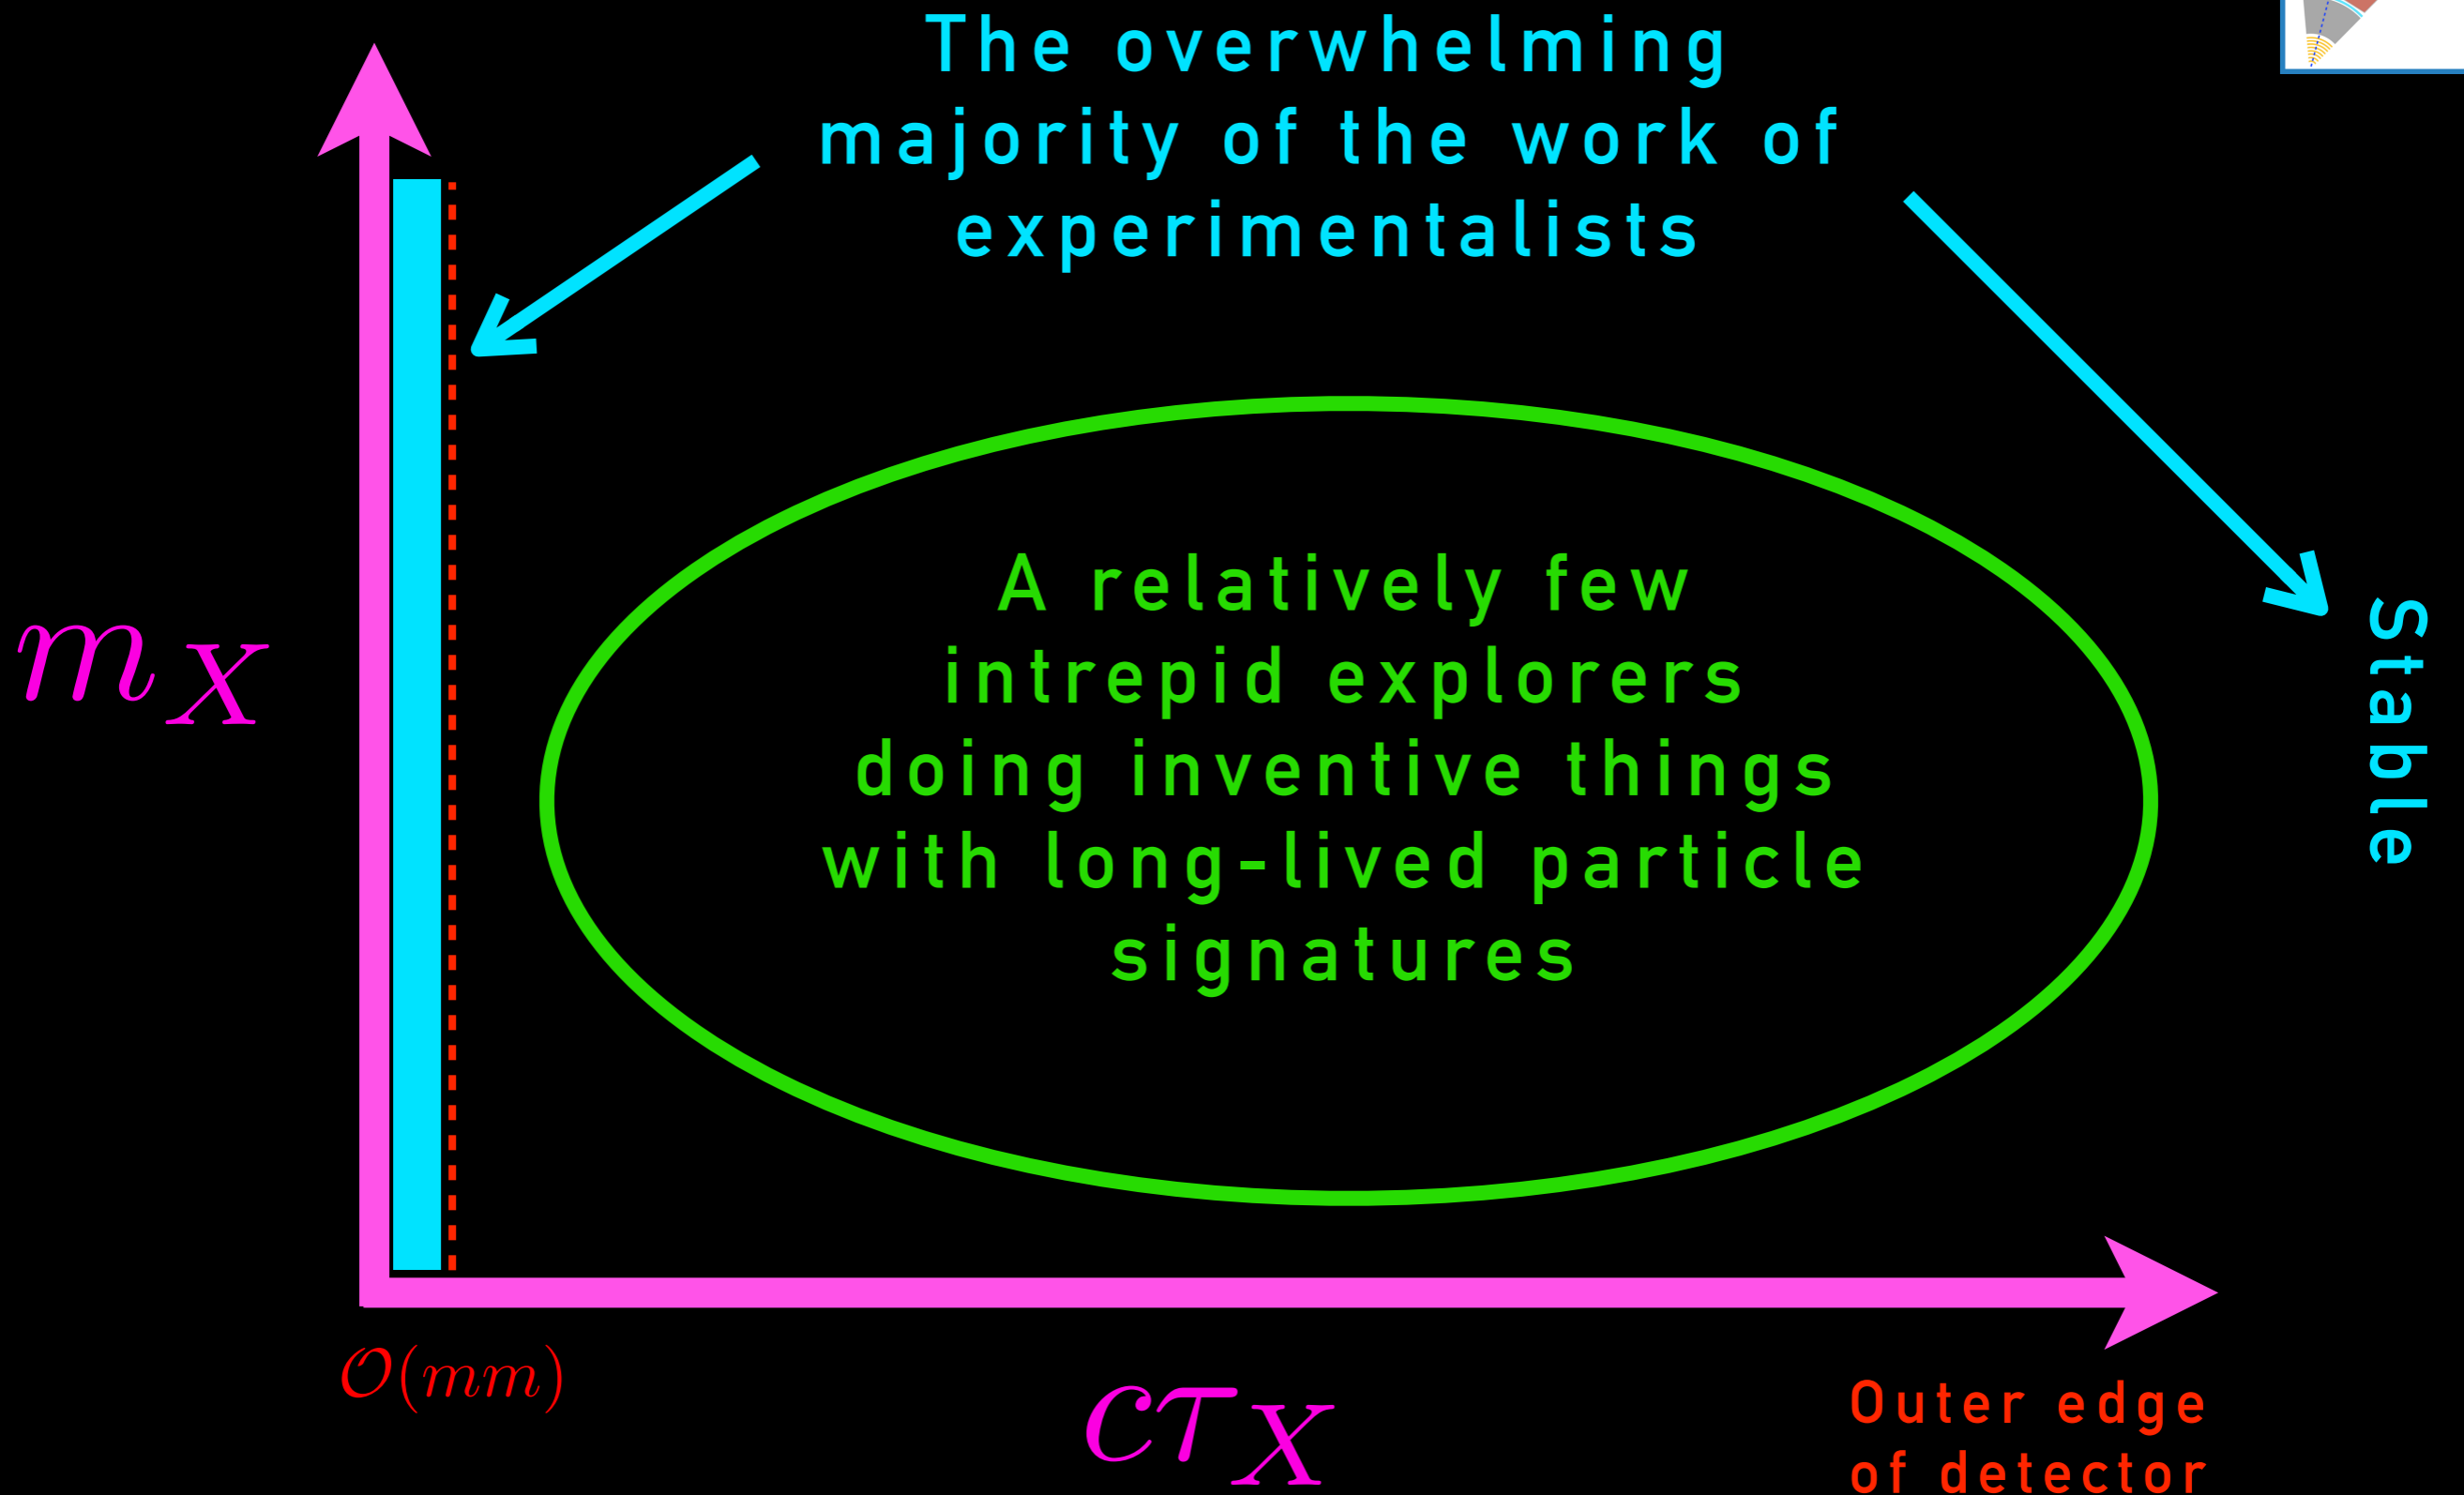 The overwhelming
majority of the work of
experimentalists
A relatively few
intrepid explorers
doing inventive things
with long-lived particle
signatures
Stable
m_X
O(mm)
cτ_X
Outer edge
of detector